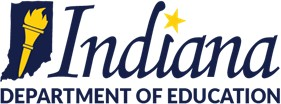 Indiana
DEPARTMENT OF EDUCATION